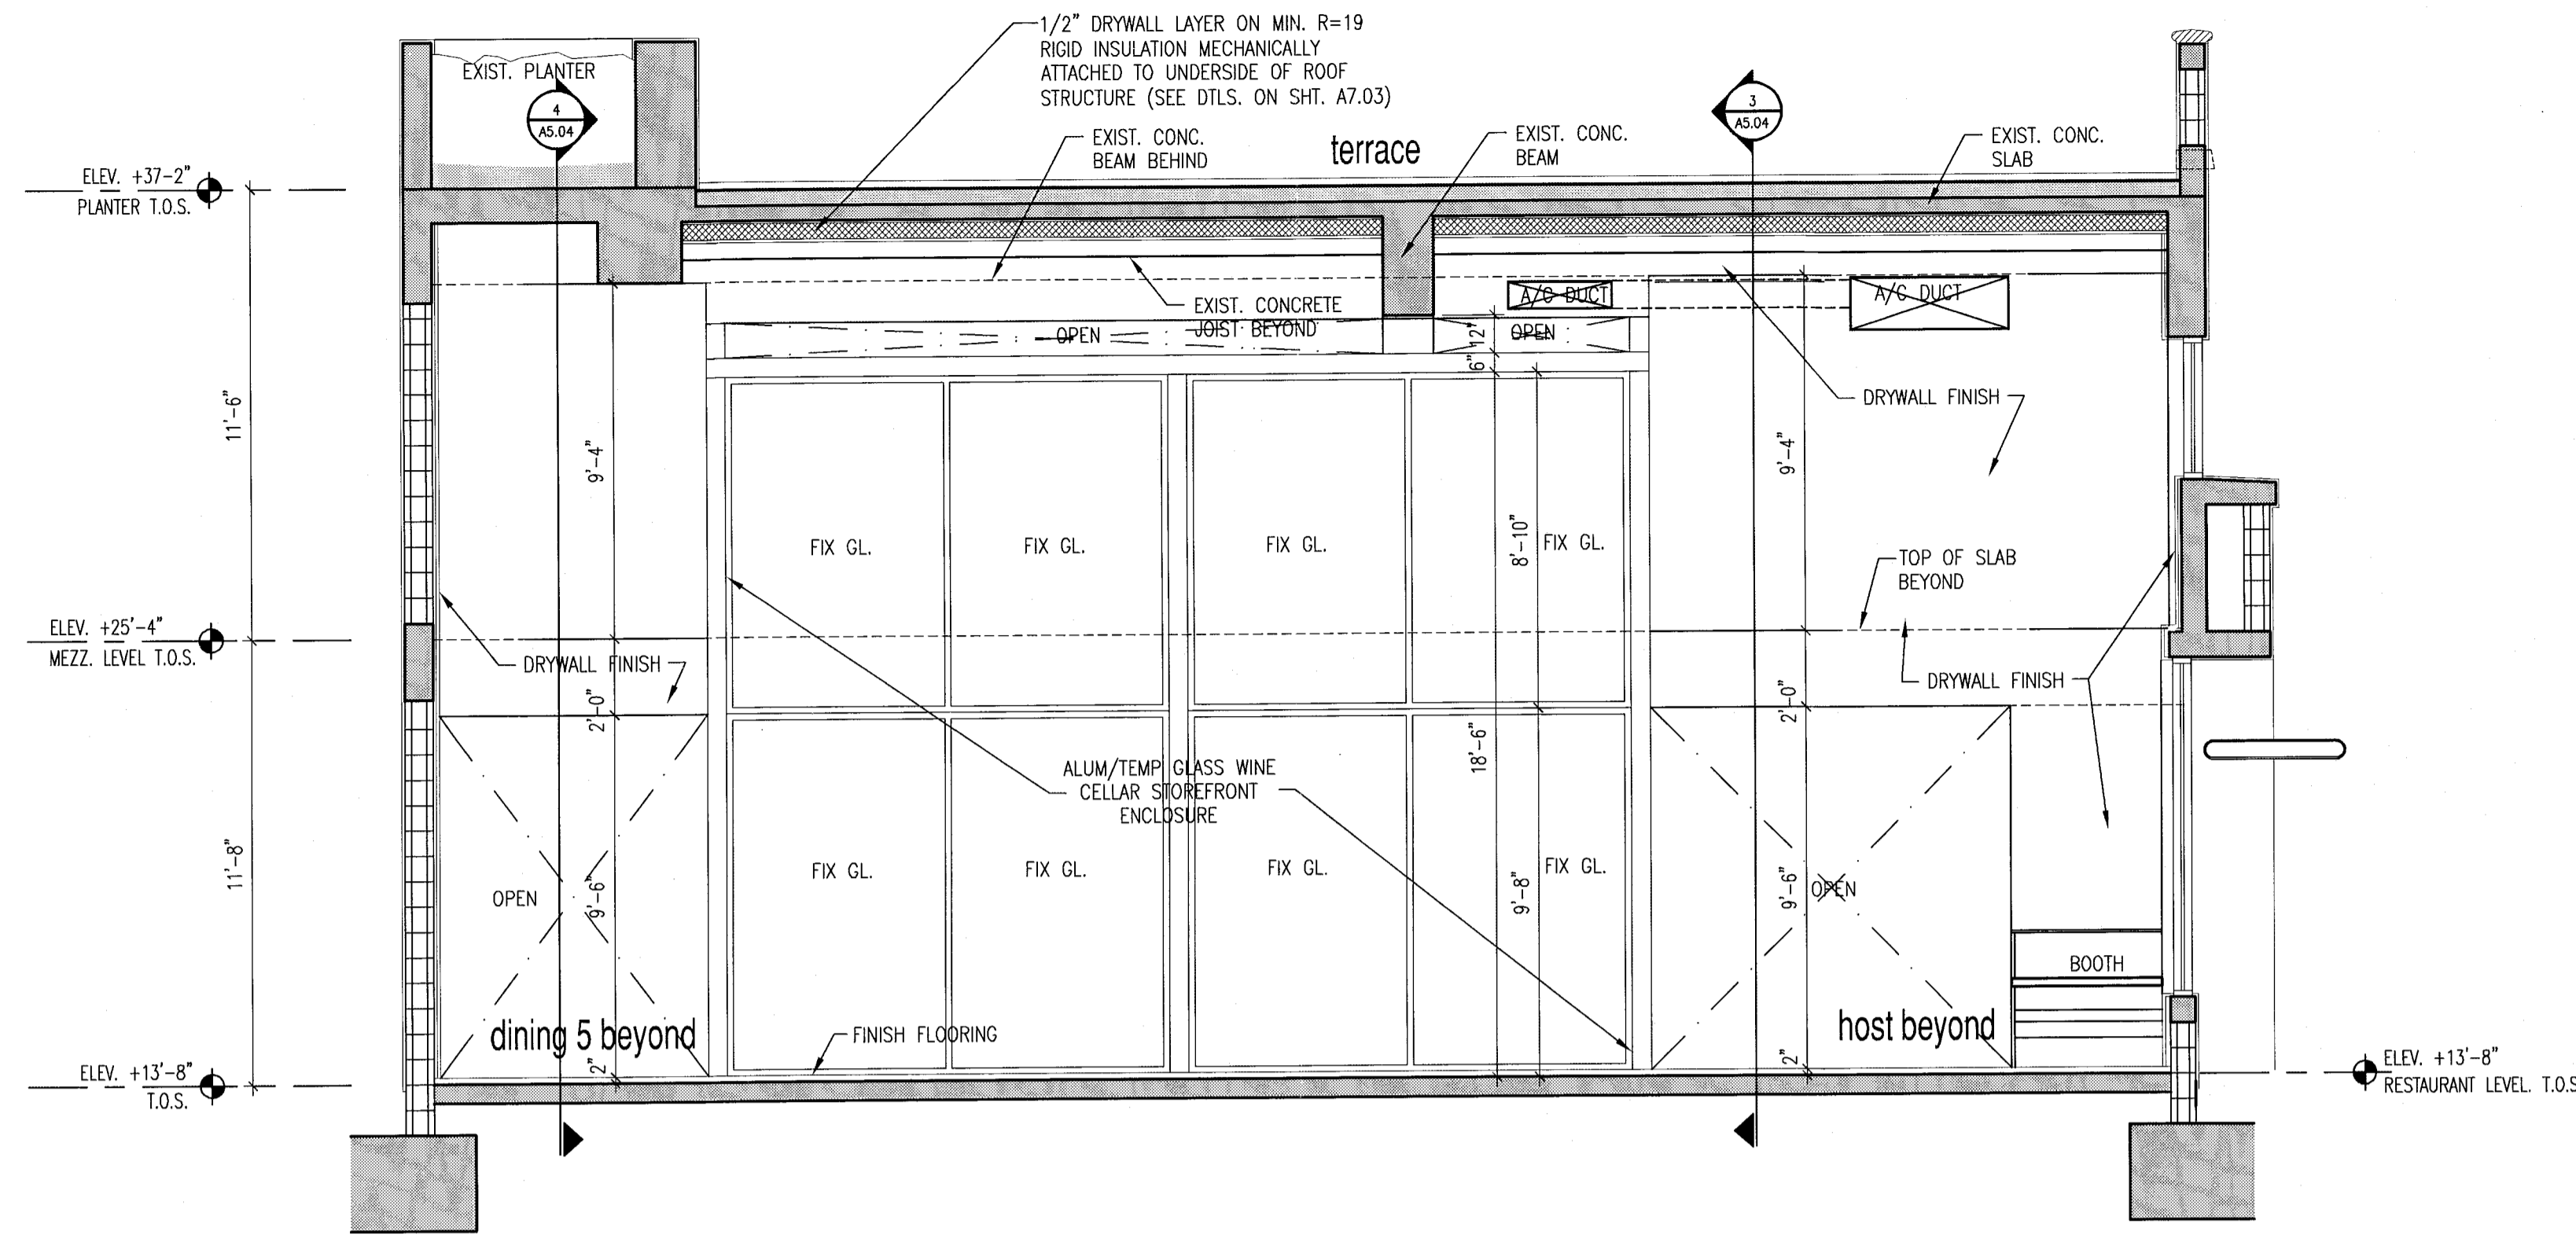 1/2" DRYWALL LAYER ON MIN. R=19
RIGID INSULATION MECHANICALLY
ATTACHED TO UNDERSIDE OF ROOF
STRUCTURE (SEE DTLS. ON SHT. A7.03)
EXIST. PLANTER
4
A5.04
3
A5.04
EXIST. CONC.
BEAM BEHIND
terrace
EXIST. CONC.
BEAM
EXIST. CONC.
SLAB
ELEV. +37-2"
PLANTER T.O.S.
EXIST. CONCRETE
JOIST BEYOND
A/C DUCT
A/C DUCT
OPEN
OPEN
12"
6"
11'-6"
9'-4"
9'-4"
DRYWALL FINISH
FIX GL.
FIX GL.
FIX GL.
8'-10"
FIX GL.
TOP OF SLAB
BEYOND
ELEV. +25'-4"
MEZZ. LEVEL T.O.S.
DRYWALL FINISH
DRYWALL FINISH
2'-0"
2'-0"
18'-6"
ALUM/TEMP GLASS WINE
CELLAR STOREFRONT
ENCLOSURE
11'-8"
FIX GL.
FIX GL.
FIX GL.
FIX GL.
OPEN
9'-6"
9'-8"
9'-6"
OPEN
BOOTH
dining 5 beyond
FINISH FLOORING
host beyond
2"
2"
ELEV. +13'-8"
T.O.S.
ELEV. +13'-8"
RESTAURANT LEVEL. T.O.S